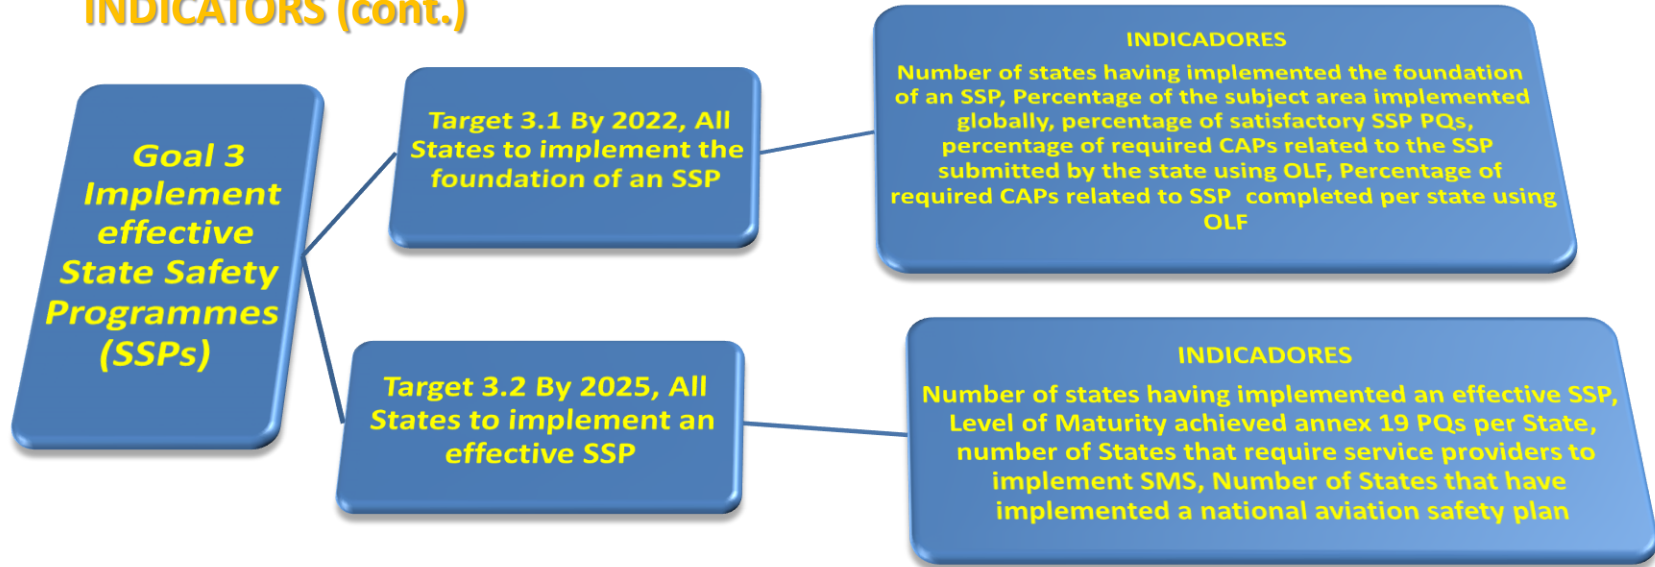 INDICATORS (cont.)
Goal 3
Implement
effective
State Safety
Programmes
(SSPs)
Target 3.1 By 2022, All
States to implement the
foundation of an SSP
INDICADORES
Number of states having implemented the foundation
of an SSP, Percentage of the subject area implemented
globally, percentage of satisfactory SSP PQs,
percentage of required CAPs related to the SSP
submitted by the state using OLF, Percentage of
required CAPs related to SSP completed per state using
OLF
Target 3.2 By 2025, All
States to implement an
effective SSP
INDICADORES
Number of states having implemented an effective SSP,
Level of Maturity achieved annex 19 PQs per State,
number of States that require service providers to
implement SMS, Number of States that have
implemented a national aviation safety plan